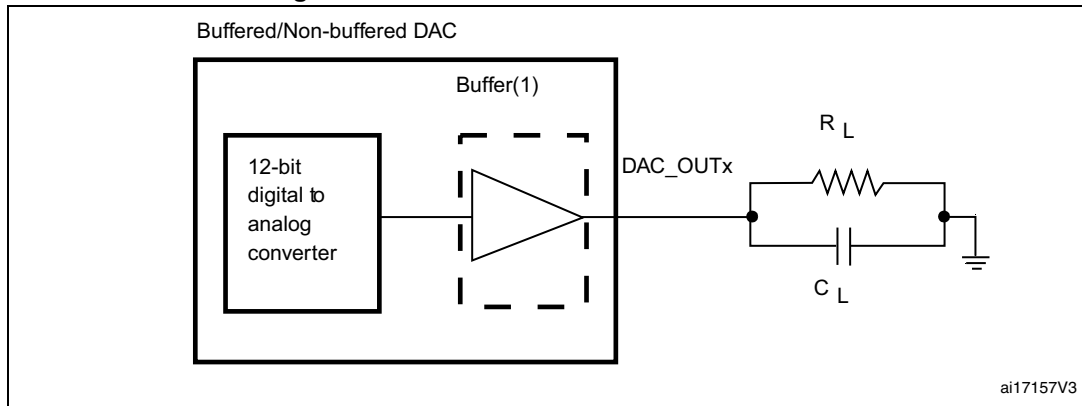 Buffered/Non-buffered DAC
Buffer(1)
12-bit
digital to
analog
converter
DAC_OUTx
R L
C L
ai17157V3